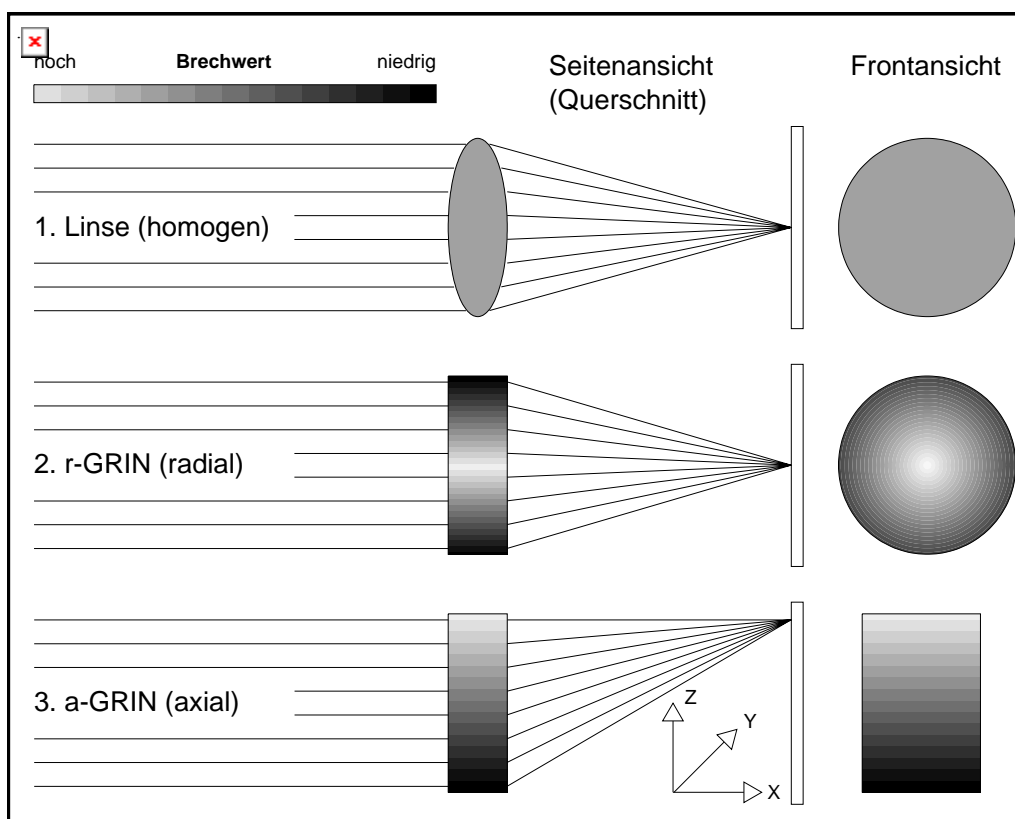 hoch Brechwert niedrig
Seitenansicht
(Querschnitt)
Frontansicht
1. Linse (homogen)
2. r-GRIN (radial)
3. a-GRIN (axial)
Z
Y
X